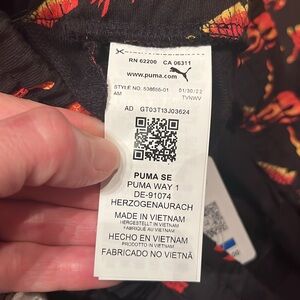 RN 62200 CA 06311
www.puma.com
STYLE NO. 538656-01 01/30/22
AM TVNWV
AD GT03T13J03624
PUMA SE
PUMA WAY 1
DE-91074
HERZOGENAURACH
MADE IN VIETNAM
HERGESTELLT IN VIETNAM
FABRIQUÉ AU VIETNAM
HECHO EN VIETNAM
PRODOTTO IN VIETNAM
FABRICADO NO VIETNÃ